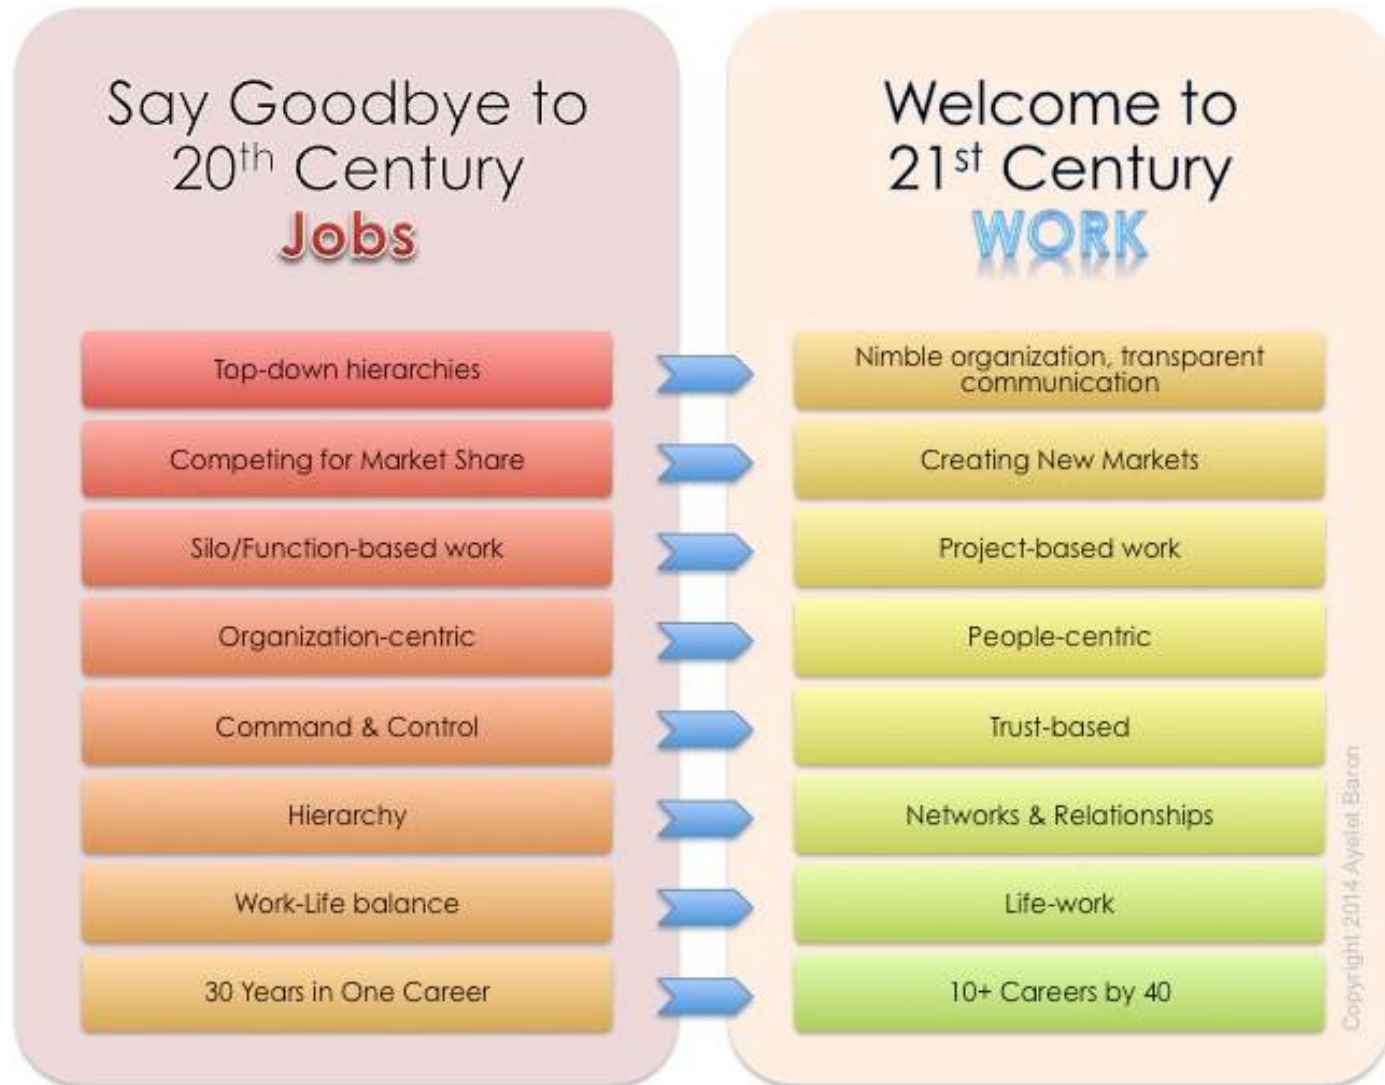 Say Goodbye to
20th Century
Jobs
Top-down hierarchies
Competing for Market Share
Silo/Function-based work
Organization-centric
Command & Control
Hierarchy
Work-Life balance
30 Years in One Career
Welcome to
21st Century
WORK
Nimble organization, transparent
communication
Creating New Markets
Project-based work
People-centric
Trust-based
Networks & Relationships
Life-work
10+ Careers by 40
Copyright 2014 Ayelet Baron